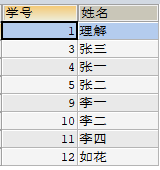 学号 姓名
1 理解
3 张三
4 张一
5 张二
9 李一
10 李二
11 李四
12 如花